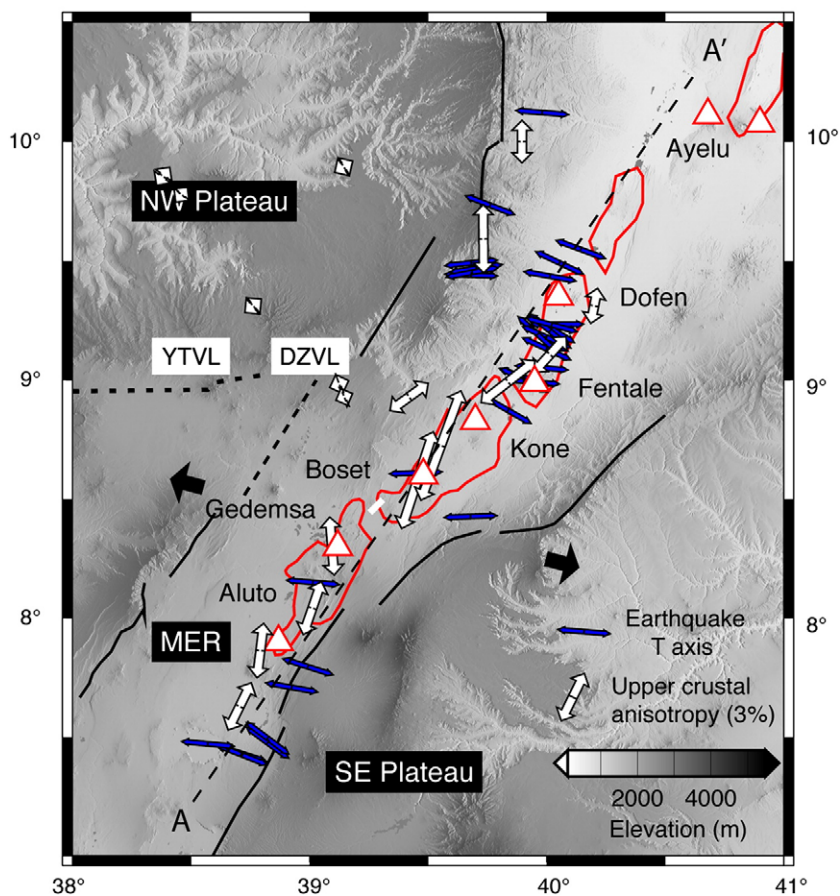 A'
10°
10°
Ayelu
NW Plateau
Dofen
YTVL
DZVL
9°
9°
Fentale
Kone
Boset
Gedemsa
Aluto
8°
8°
Earthquake
T axis
MER
Upper crustal
anisotropy (3%)
SE Plateau
2000 4000
Elevation (m)
A
38°
39°
40°
41°